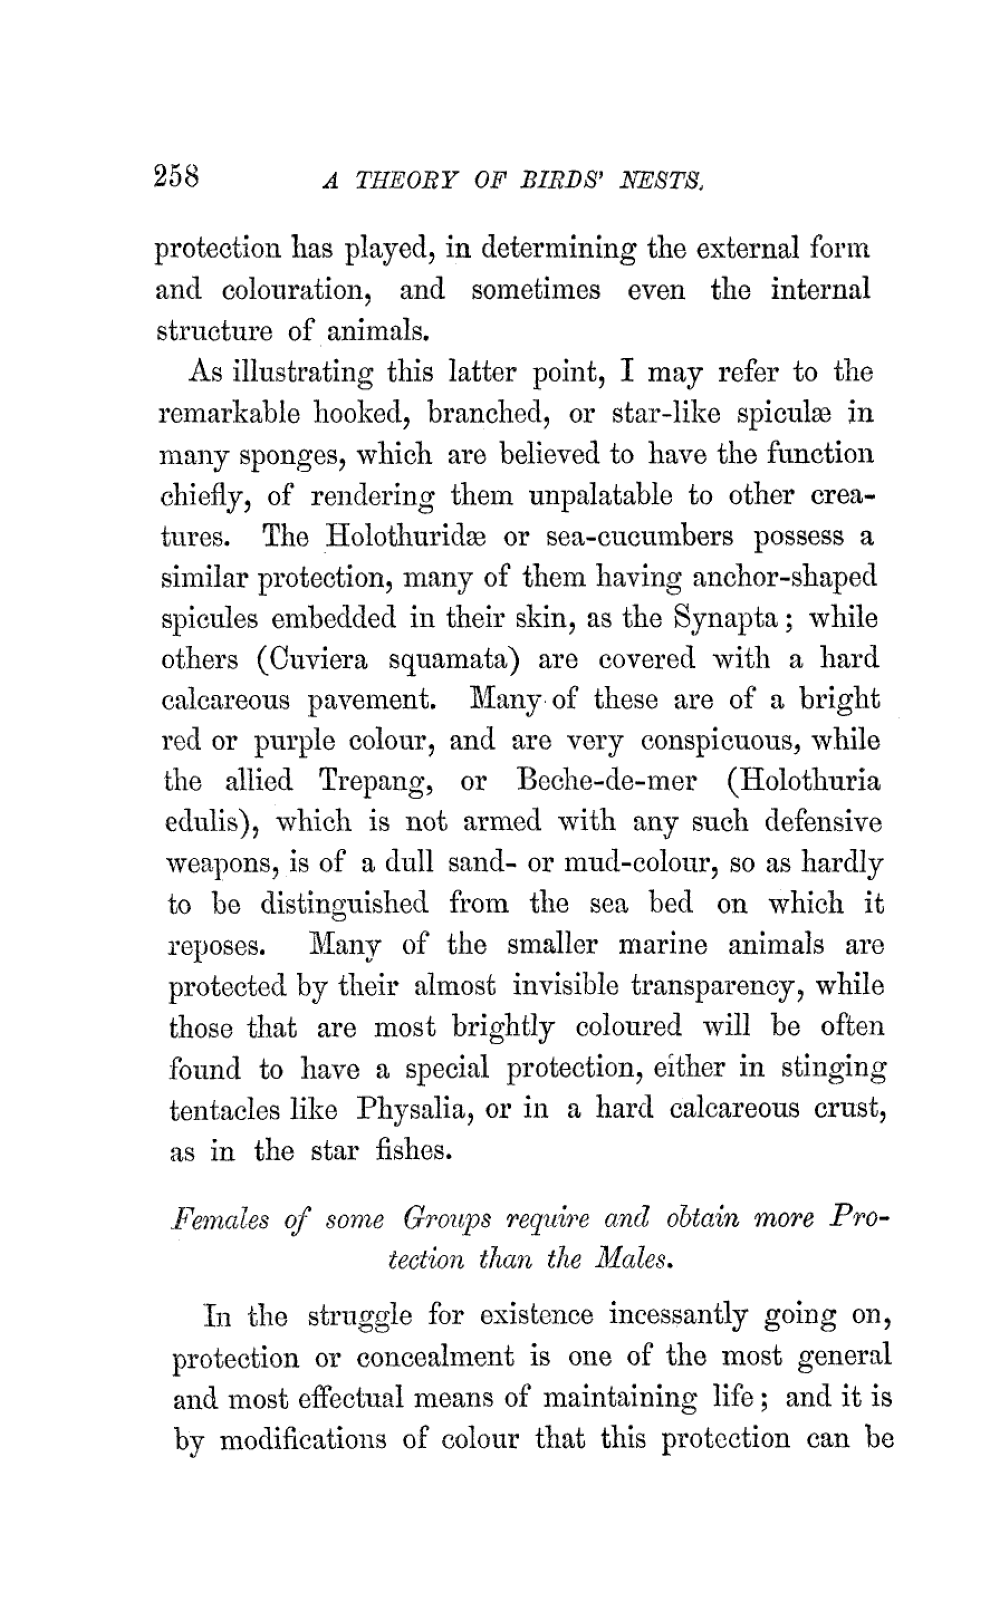 258 A THEORY OF BIRDS' NESTS.
protection has played, in determining the external form
and colouration, and sometimes even the internal
structure of animals.
As illustrating this latter point, I may refer to the
remarkable hooked, branched, or star-like spiculæ in
many sponges, which are believed to have the function
chiefly, of rendering them unpalatable to other crea-
tures. The Holothuridæ or sea-cucumbers possess a
similar protection, many of them having anchor-shaped
spicules embedded in their skin, as the Synapta; while
others (Cuviera squamata) are covered with a hard
calcareous pavement. Many of these are of a bright
red or purple colour, and are very conspicuous, while
the allied Trepang, or Beche-de-mer (Holothuria
edulis), which is not armed with any such defensive
weapons, is of a dull sand- or mud-colour, so as hardly
to be distinguished from the sea bed on which it
reposes. Many of the smaller marine animals are
protected by their almost invisible transparency, while
those that are most brightly coloured will be often
found to have a special protection, either in stinging
tentacles like Physalia, or in a hard calcareous crust,
as in the star fishes.
Females of some Groups require and obtain more Pro-
tection than the Males.
In the struggle for existence incessantly going on,
protection or concealment is one of the most general
and most effectual means of maintaining life; and it is
by modifications of colour that this protection can be